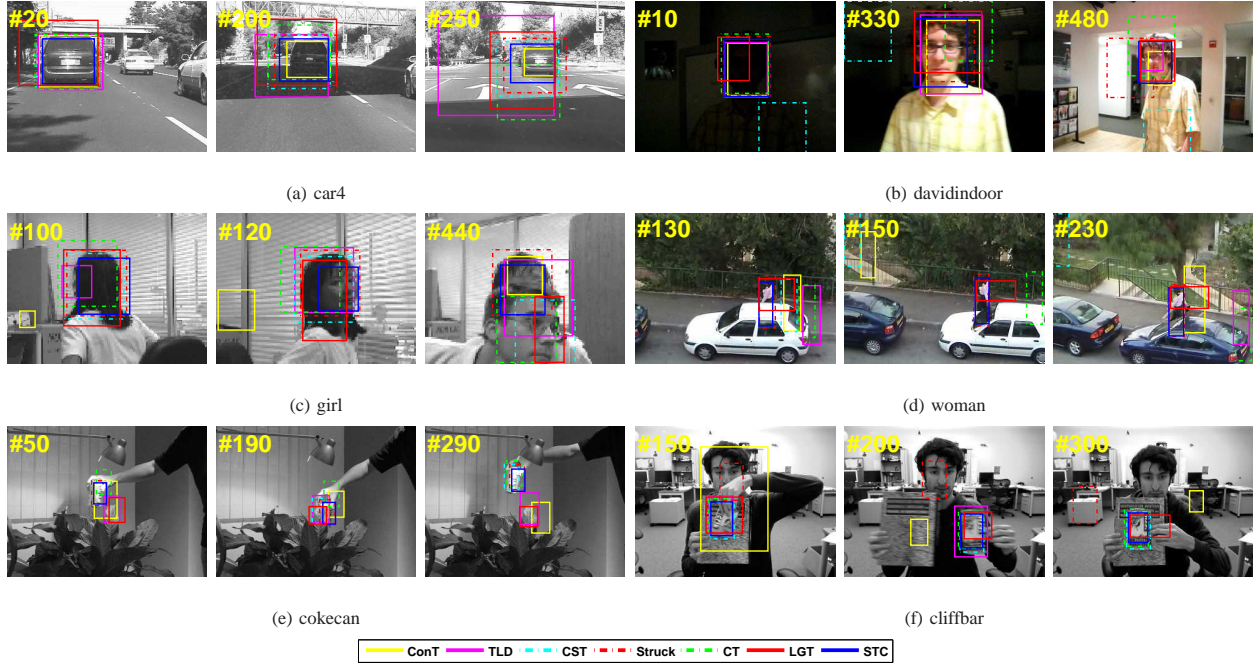 #20 #200 #250 #10 #330 #480
(a) car4 (b) davidindoor
#100 #120 #440 #130 #150 #230
(c) girl (d) woman
#50 #190 #290 #150 #200 #300
(e) cokecan (f) cliffbar
ConT TLD CST Struck CT LGT STC